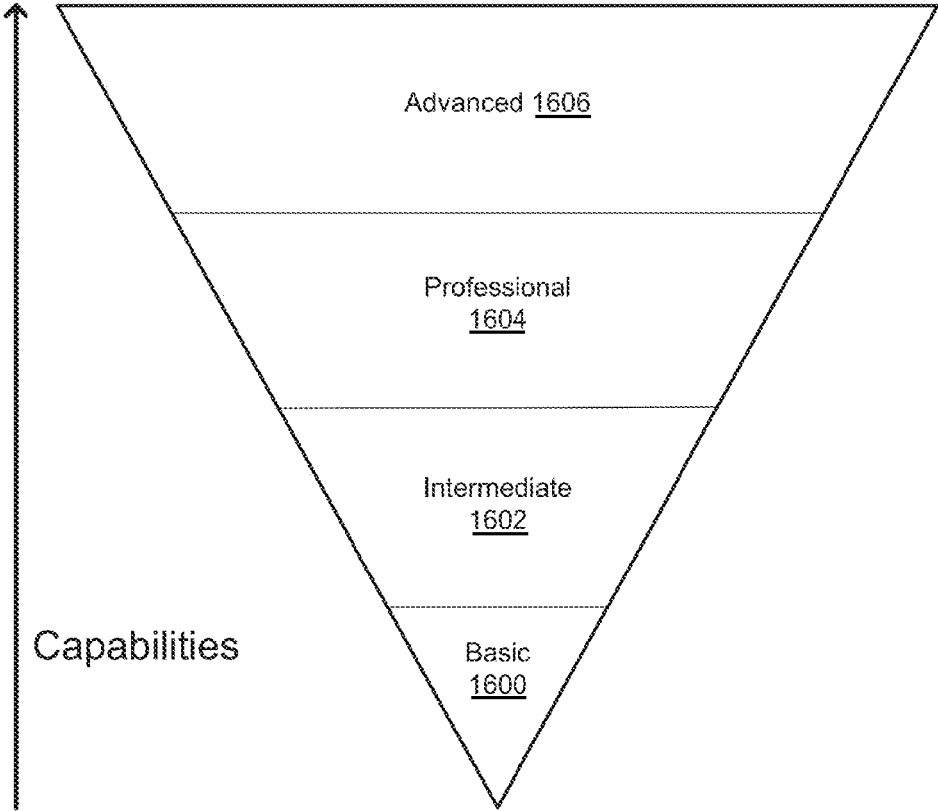 Advanced 1606
Professional
1604
Intermediate
1602
Capabilities
Basic
1600